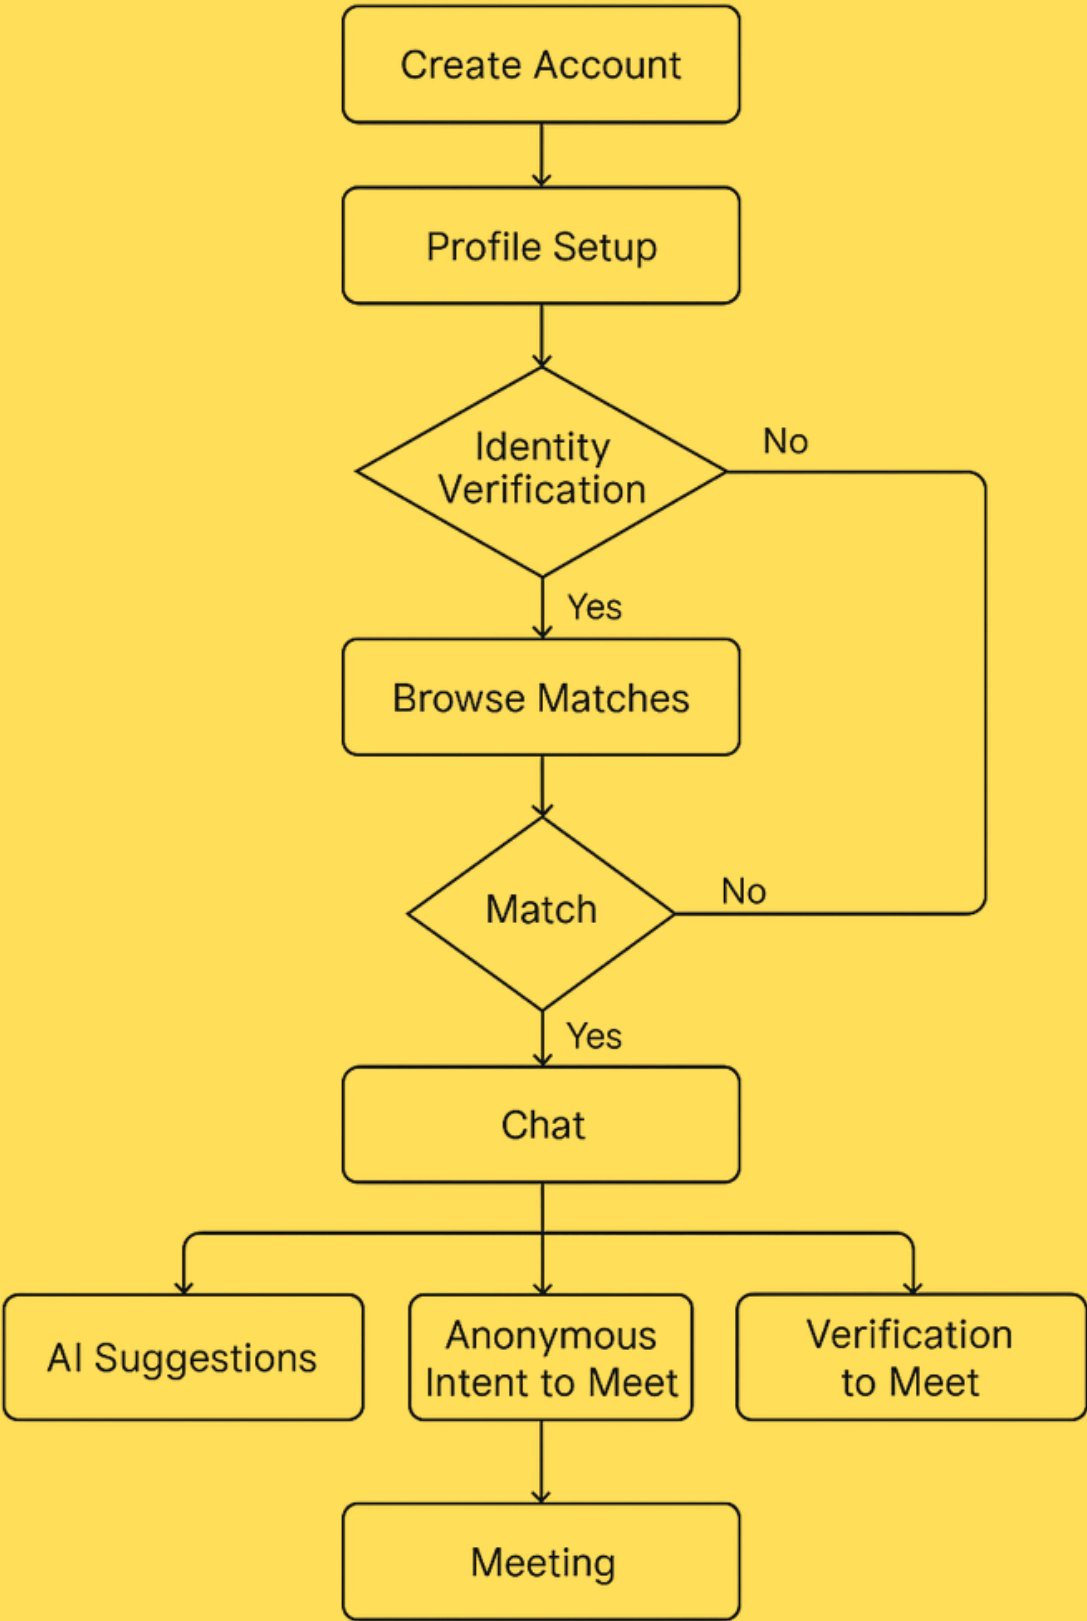 Create Account
Profile Setup
Identity
Verification
No
Yes
Browse Matches
Match
No
Yes
Chat
AI Suggestions
Anonymous
Intent to Meet
Verification
to Meet
Meeting